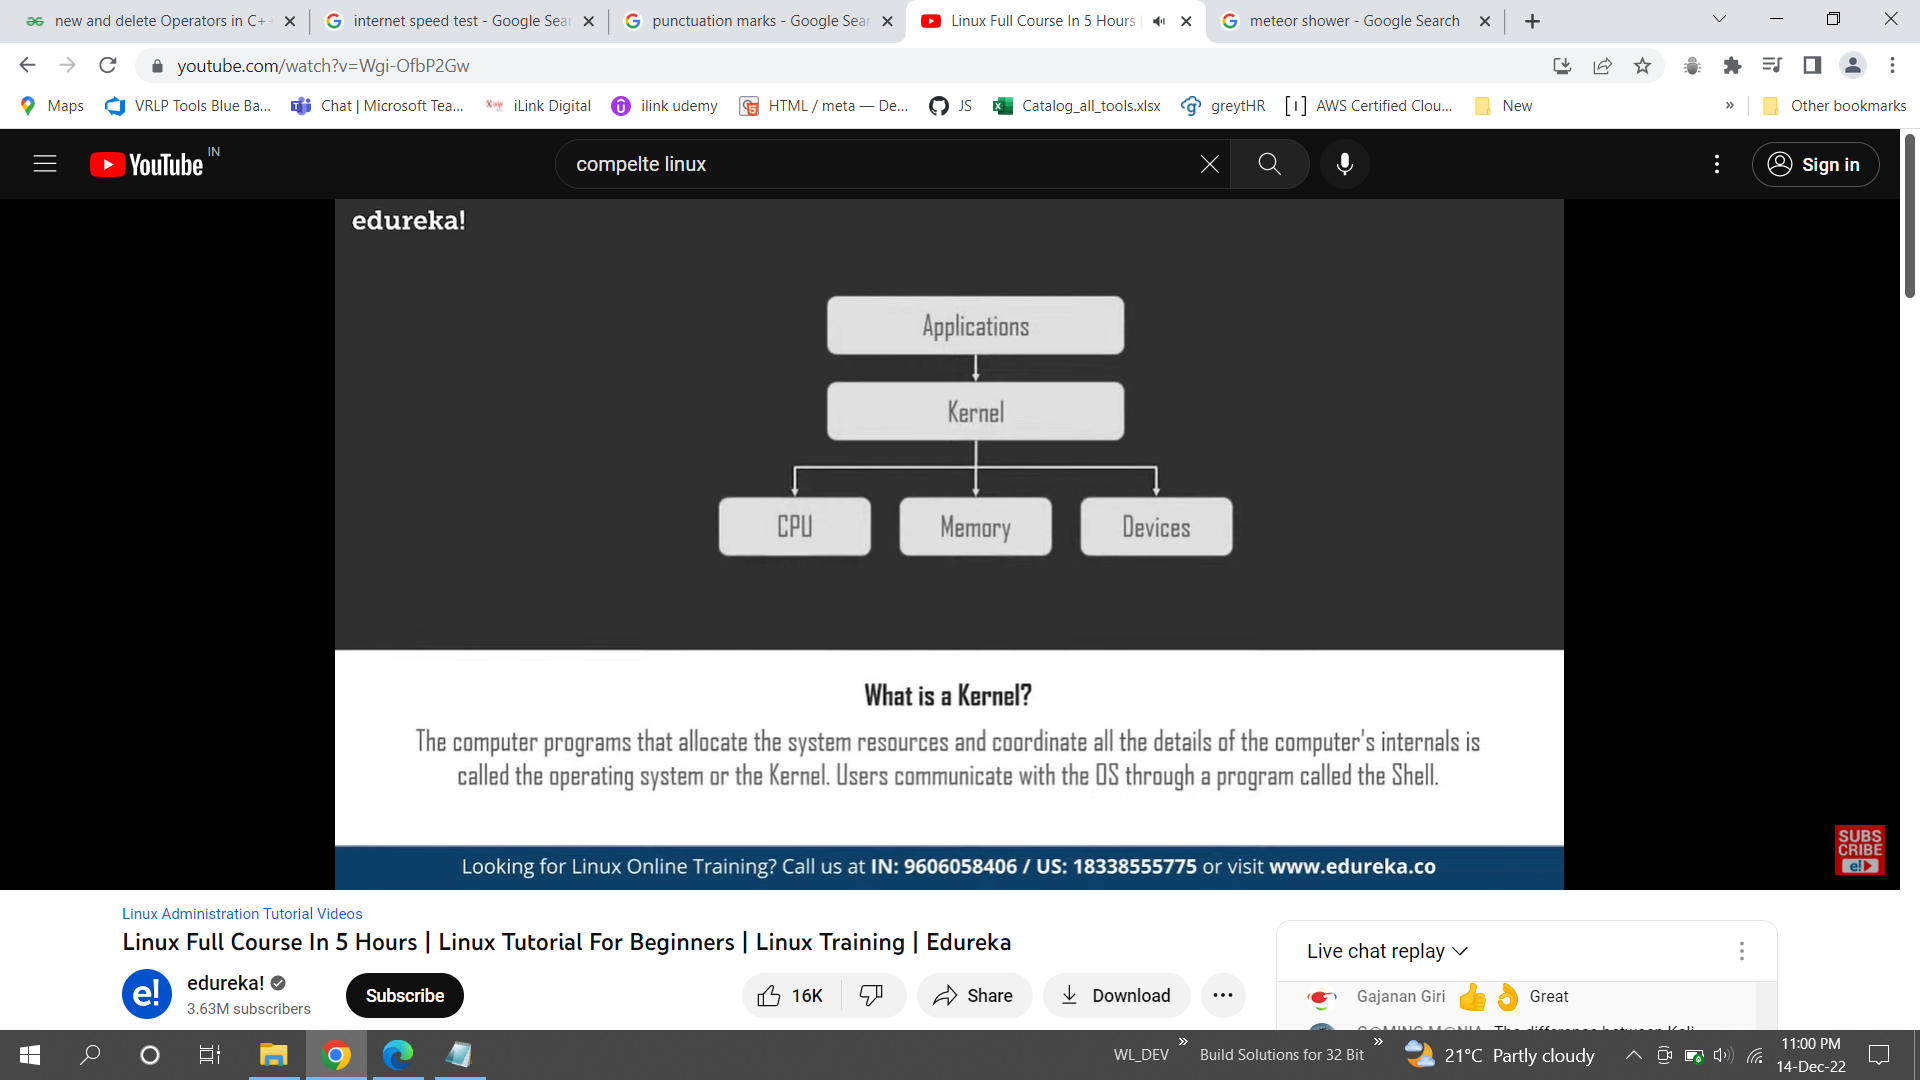 new and delete Operators in C+
internet speed test - Google Sear
punctuation marks - Google Sear
Linux Full Course In 5 Hours
meteor shower - Google Search
youtube.com/watch?v=Wgi-OfbP2Gw
Maps
VRLP Tools Blue Ba...
Chat | Microsoft Tea...
iLink Digital
ilink udemy
HTML / meta — De...
JS
Catalog_all_tools.xlsx
greytHR
AWS Certified Clou...
New
»
Other bookmarks
YouTube IN
compelte linux
Sign in
edureka!
Applications
Kernel
CPU
Memory
Devices
What is a Kernel?
The computer programs that allocate the system resources and coordinate all the details of the computer's internals is
called the operating system or the Kernel. Users communicate with the OS through a program called the Shell.
SUBS
CRIBE
e!
Looking for Linux Online Training? Call us at IN: 9606058406 / US: 18338555775 or visit www.edureka.co
Linux Administration Tutorial Videos
Linux Full Course In 5 Hours | Linux Tutorial For Beginners | Linux Training | Edureka
e!
edureka!
3.63M subscribers
Subscribe
16K
Share
Download
Live chat replay
Gajanan Giri 👍👌 Great
The difference between Kali
WL_DEV »
Build Solutions for 32 Bit »
21°C Partly cloudy
11:00 PM
14-Dec-22